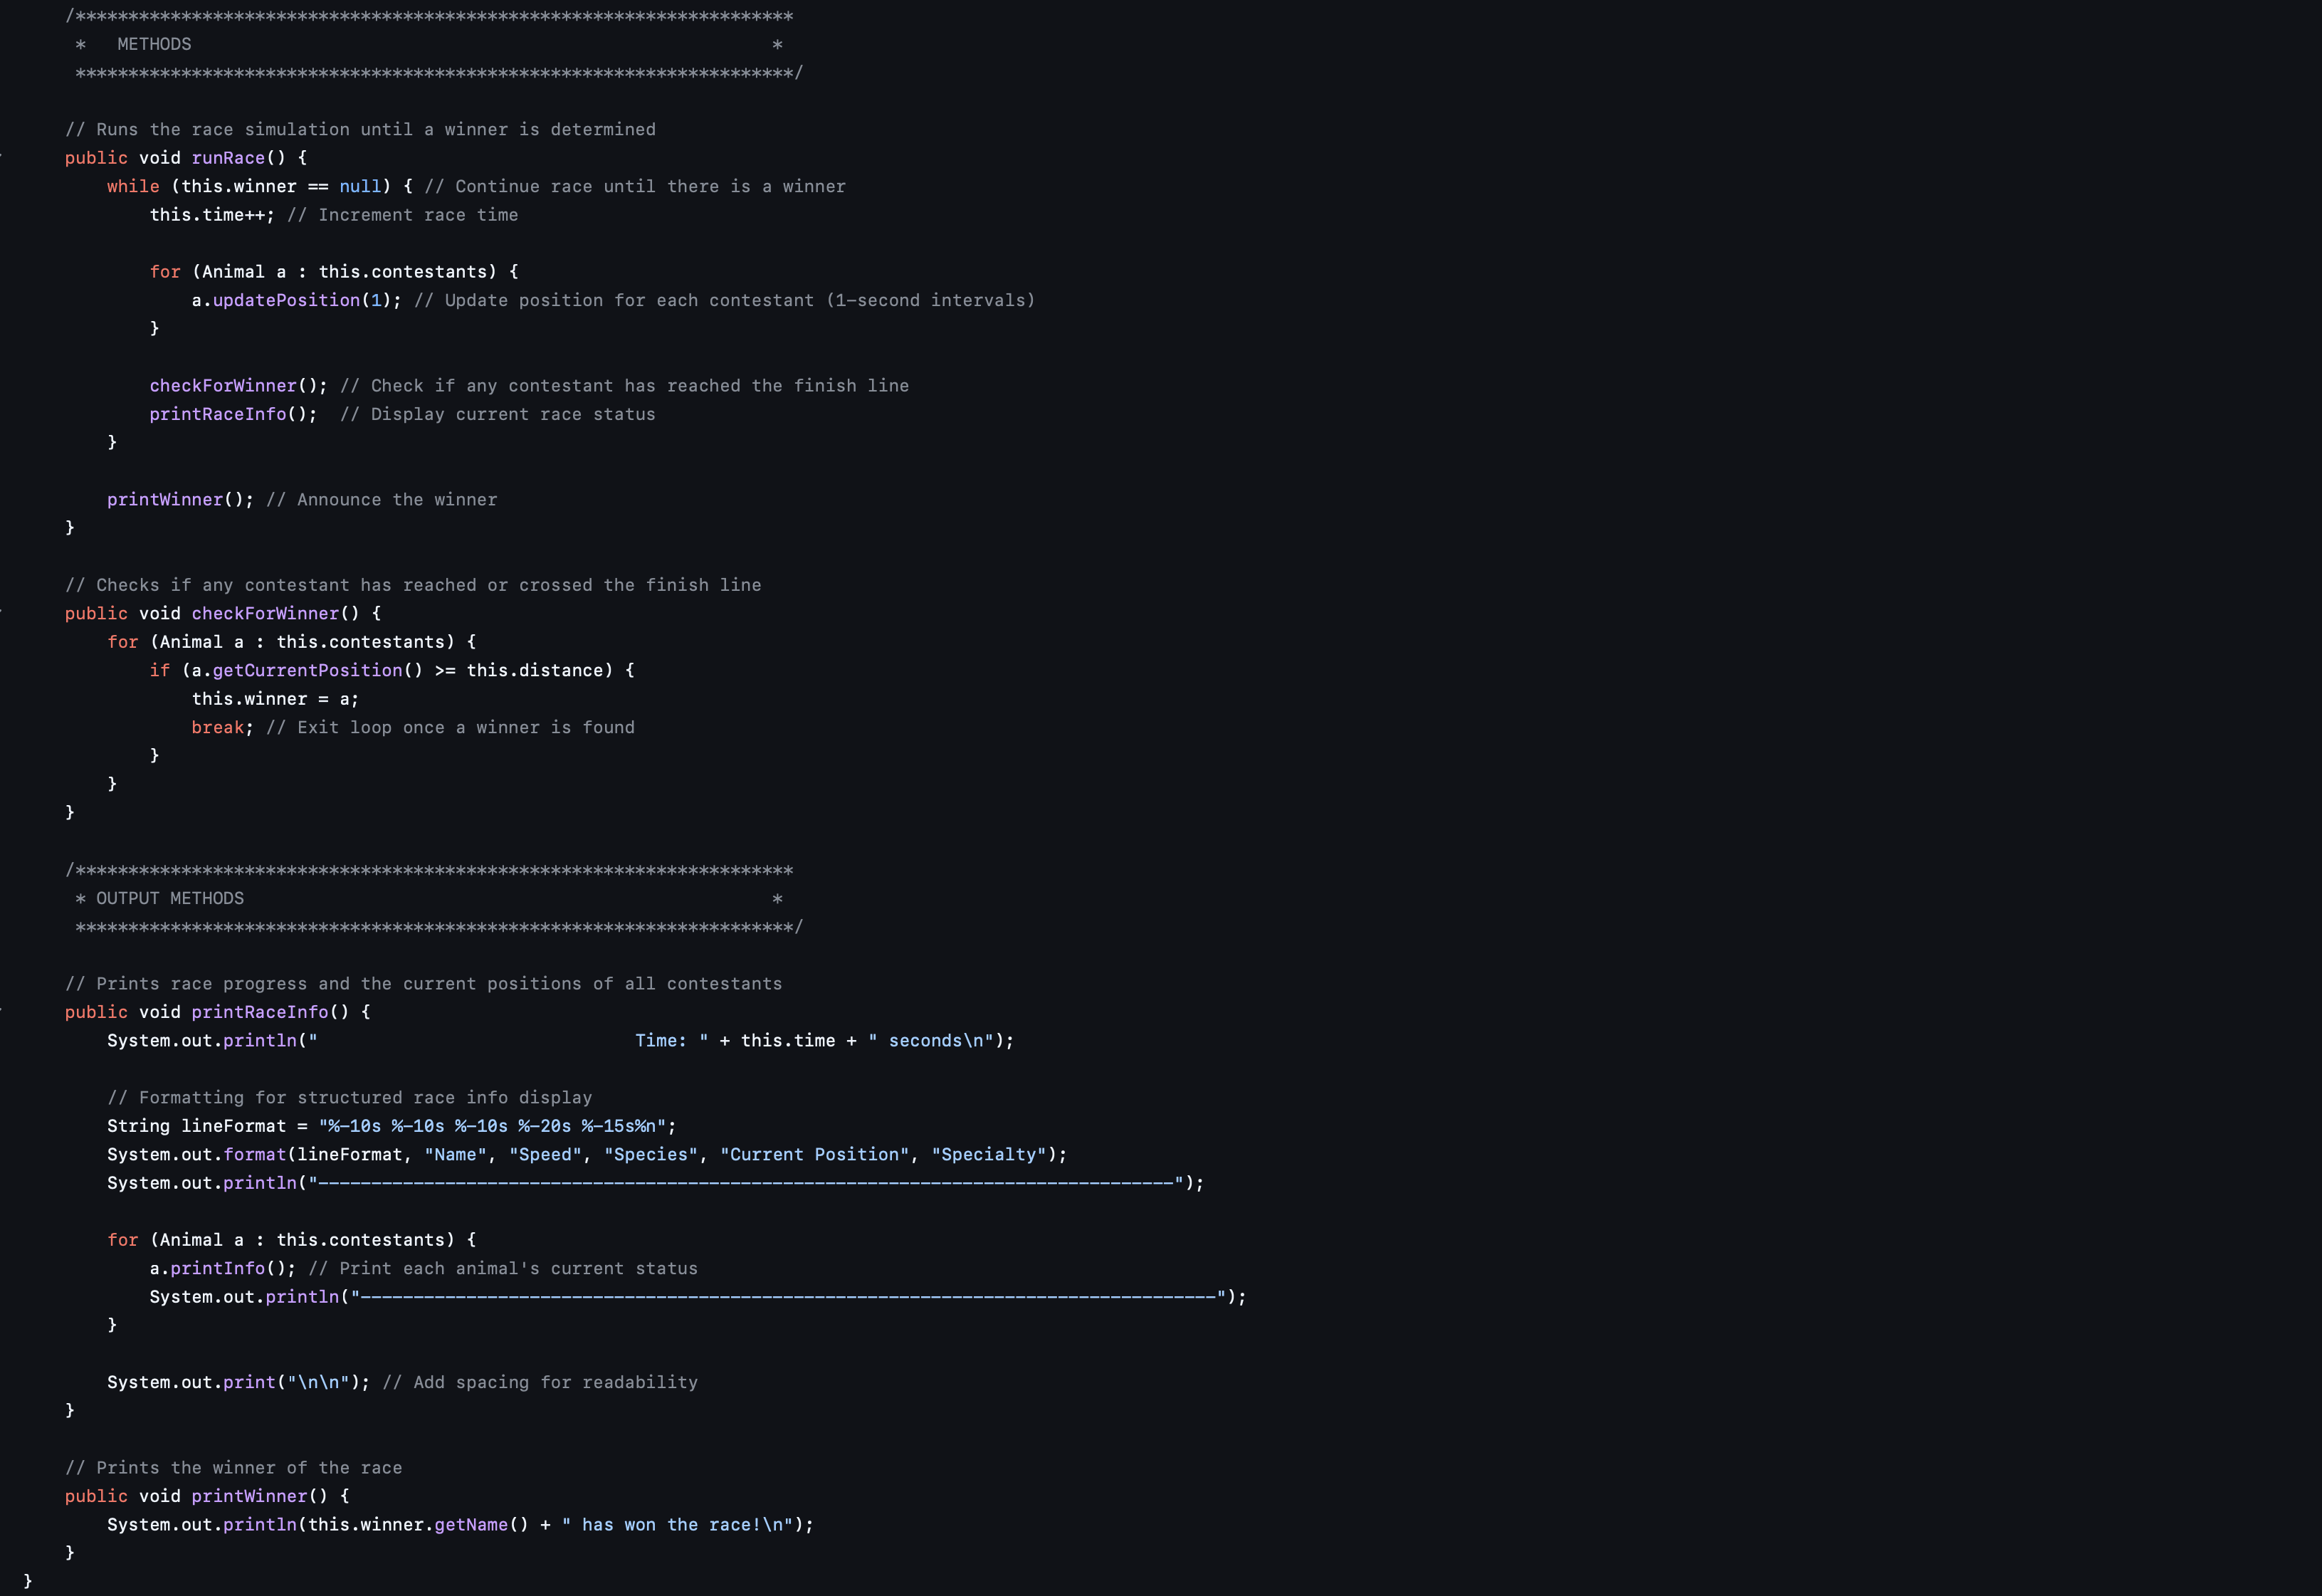 /********************************************************************
 *   METHODS                                                       *
 ********************************************************************/

// Runs the race simulation until a winner is determined
public void runRace() {
    while (this.winner == null) { // Continue race until there is a winner
        this.time++; // Increment race time

        for (Animal a : this.contestants) {
            a.updatePosition(1); // Update position for each contestant (1-second intervals)
        }

        checkForWinner(); // Check if any contestant has reached the finish line
        printRaceInfo();  // Display current race status
    }

    printWinner(); // Announce the winner
}

// Checks if any contestant has reached or crossed the finish line
public void checkForWinner() {
    for (Animal a : this.contestants) {
        if (a.getCurrentPosition() >= this.distance) {
            this.winner = a;
            break; // Exit loop once a winner is found
        }
    }
}

/********************************************************************
 * OUTPUT METHODS                                                  *
 ********************************************************************/

// Prints race progress and the current positions of all contestants
public void printRaceInfo() {
    System.out.println("                              Time: " + this.time + " seconds\n");

    // Formatting for structured race info display
    String lineFormat = "%-10s %-10s %-10s %-20s %-15s%n";
    System.out.format(lineFormat, "Name", "Speed", "Species", "Current Position", "Specialty");
    System.out.println("---------------------------------------------------------------------------------");

    for (Animal a : this.contestants) {
        a.printInfo(); // Print each animal's current status
        System.out.println("---------------------------------------------------------------------------------");
    }

    System.out.print("\n\n"); // Add spacing for readability
}

// Prints the winner of the race
public void printWinner() {
    System.out.println(this.winner.getName() + " has won the race!\n");
}
}